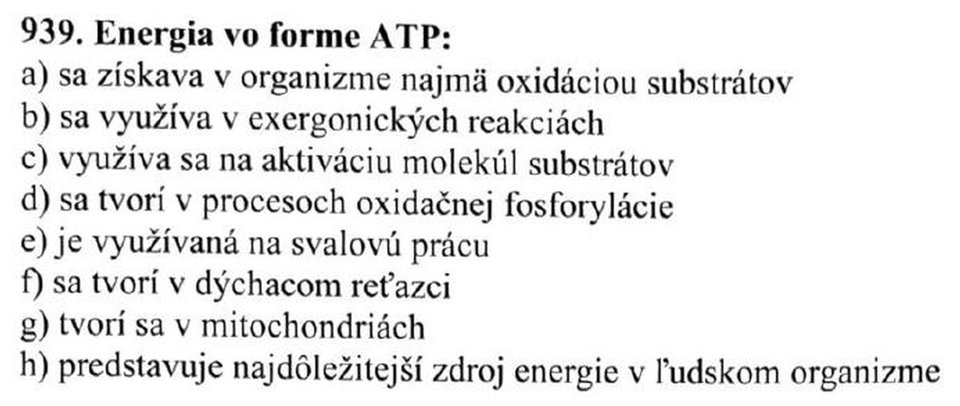 939. Energia vo forme ATP:
a) sa získava v organizme najmä oxidáciou substrátov
b) sa využíva v exergonických reakciách
c) využíva sa na aktiváciu molekúl substrátov
d) sa tvorí v procesoch oxidačnej fosforylácie
e) je využívaná na svalovú prácu
f) sa tvorí v dýchacom reťazci
g) tvorí sa v mitochondriách
h) predstavuje najdôležitejší zdroj energie v ľudskom organizme